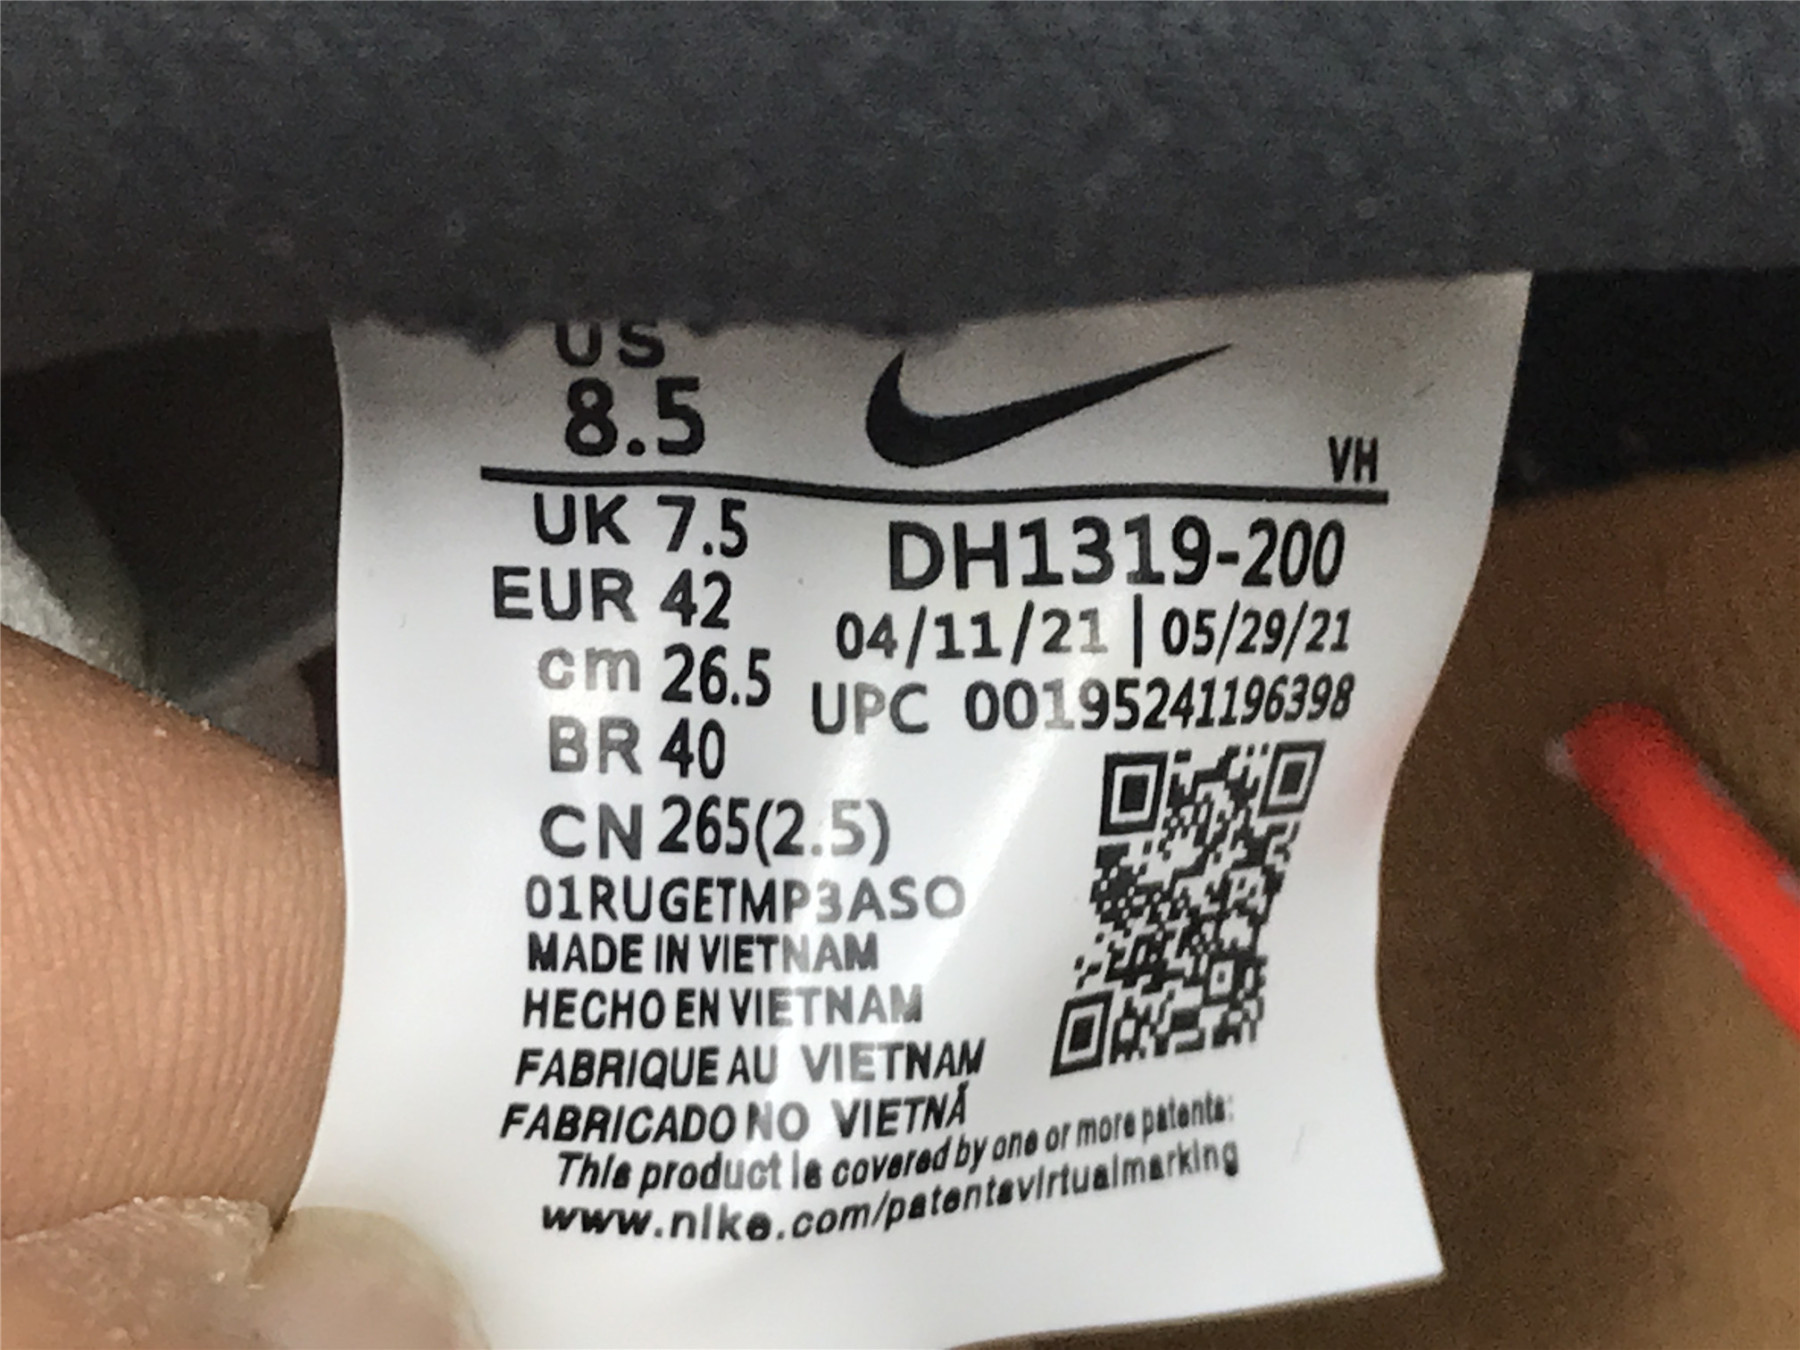 US
8.5
VH
UK 7.5
EUR 42
cm 26.5
BR 40
CN 265(2.5)
DH1319-200
04/11/21 | 05/29/21
UPC 00195241196398
01RUGETMP3ASO
MADE IN VIETNAM
HECHO EN VIETNAM
FABRIQUE AU VIETNAM
FABRICADO NO VIETNÃ
This product is covered by one or more patents:
www.nike.com/patentsvirtualmarking